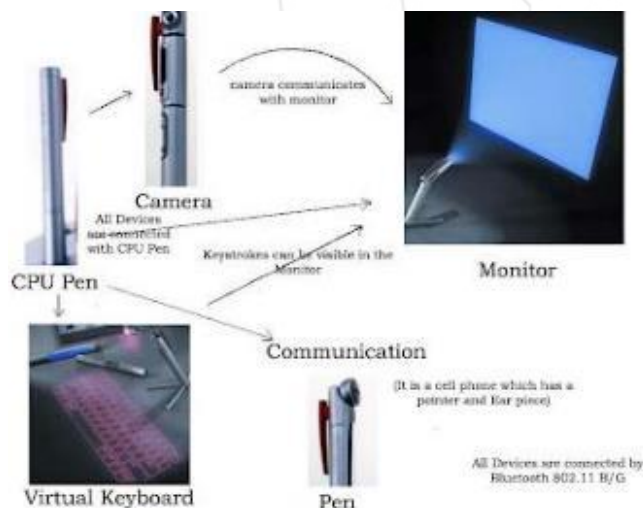 camera communicates
with monitor
Camera
All Devices
are connected
with CPU Pen
Keystrokes can be visible in the
Monitor
Monitor
CPU Pen
Communication
(It is a cell phone which has a
pointer and Ear piece)
All Devices are connected by
Bluetooth 802.11 B/G
Virtual Keyboard
Pen